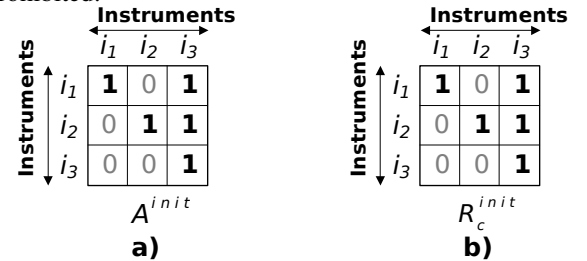 Instruments Instruments
i1 i2 i3 i1 i2 i3
Instruments i1 1 0 1 Instruments i1 1 0 1
i2 0 1 1 i2 0 1 1
i3 0 0 1 i3 0 0 1
A^init R_c^init
a) b)